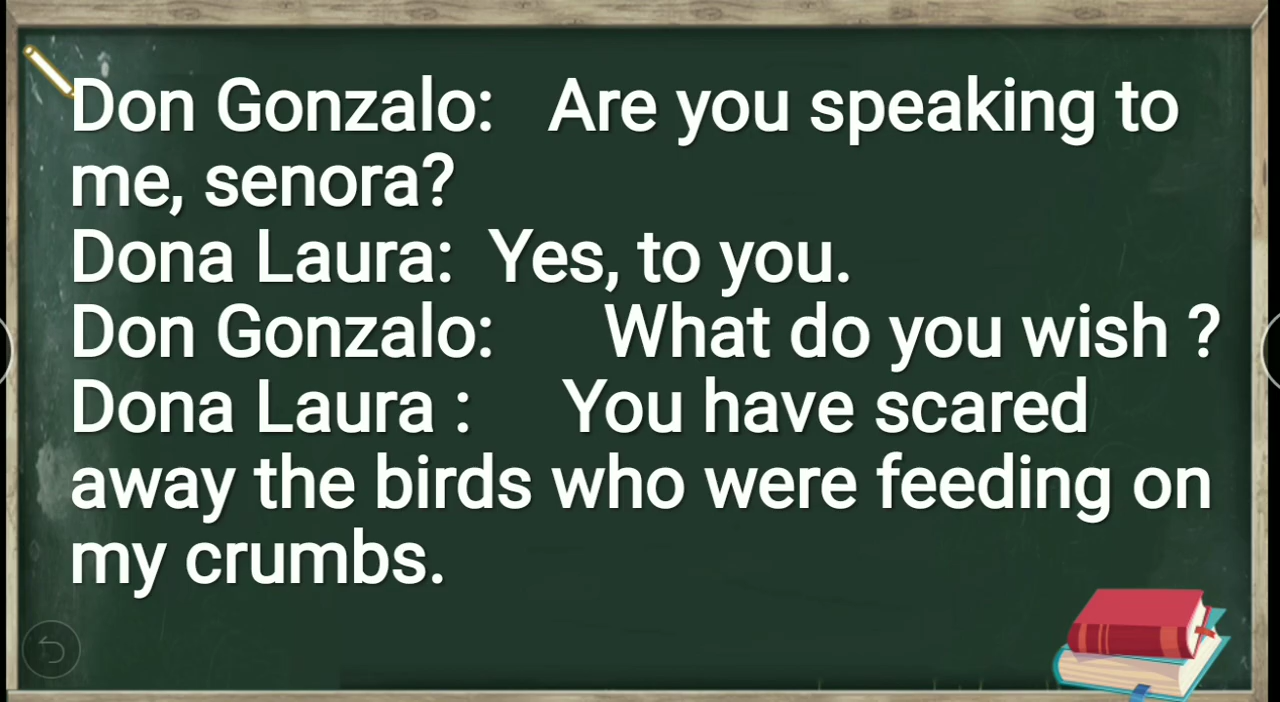 Don Gonzalo: Are you speaking to
me, senora?
Dona Laura: Yes, to you.
Don Gonzalo: What do you wish ?
Dona Laura : You have scared
away the birds who were feeding on
my crumbs.